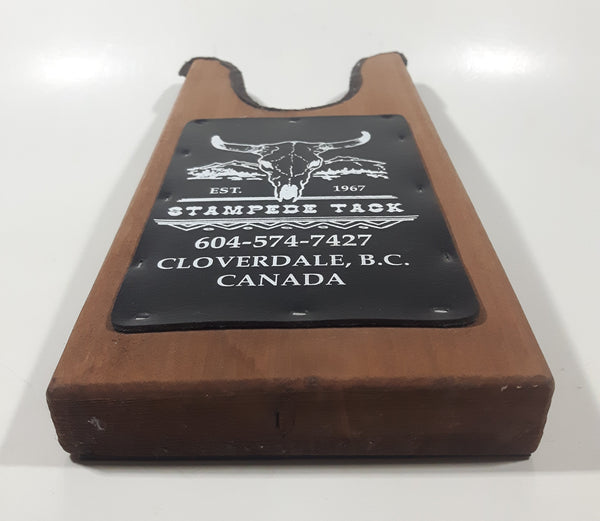 EST. 1967
STAMPEDE TACK
604-574-7427
CLOVERDALE, B.C.
CANADA